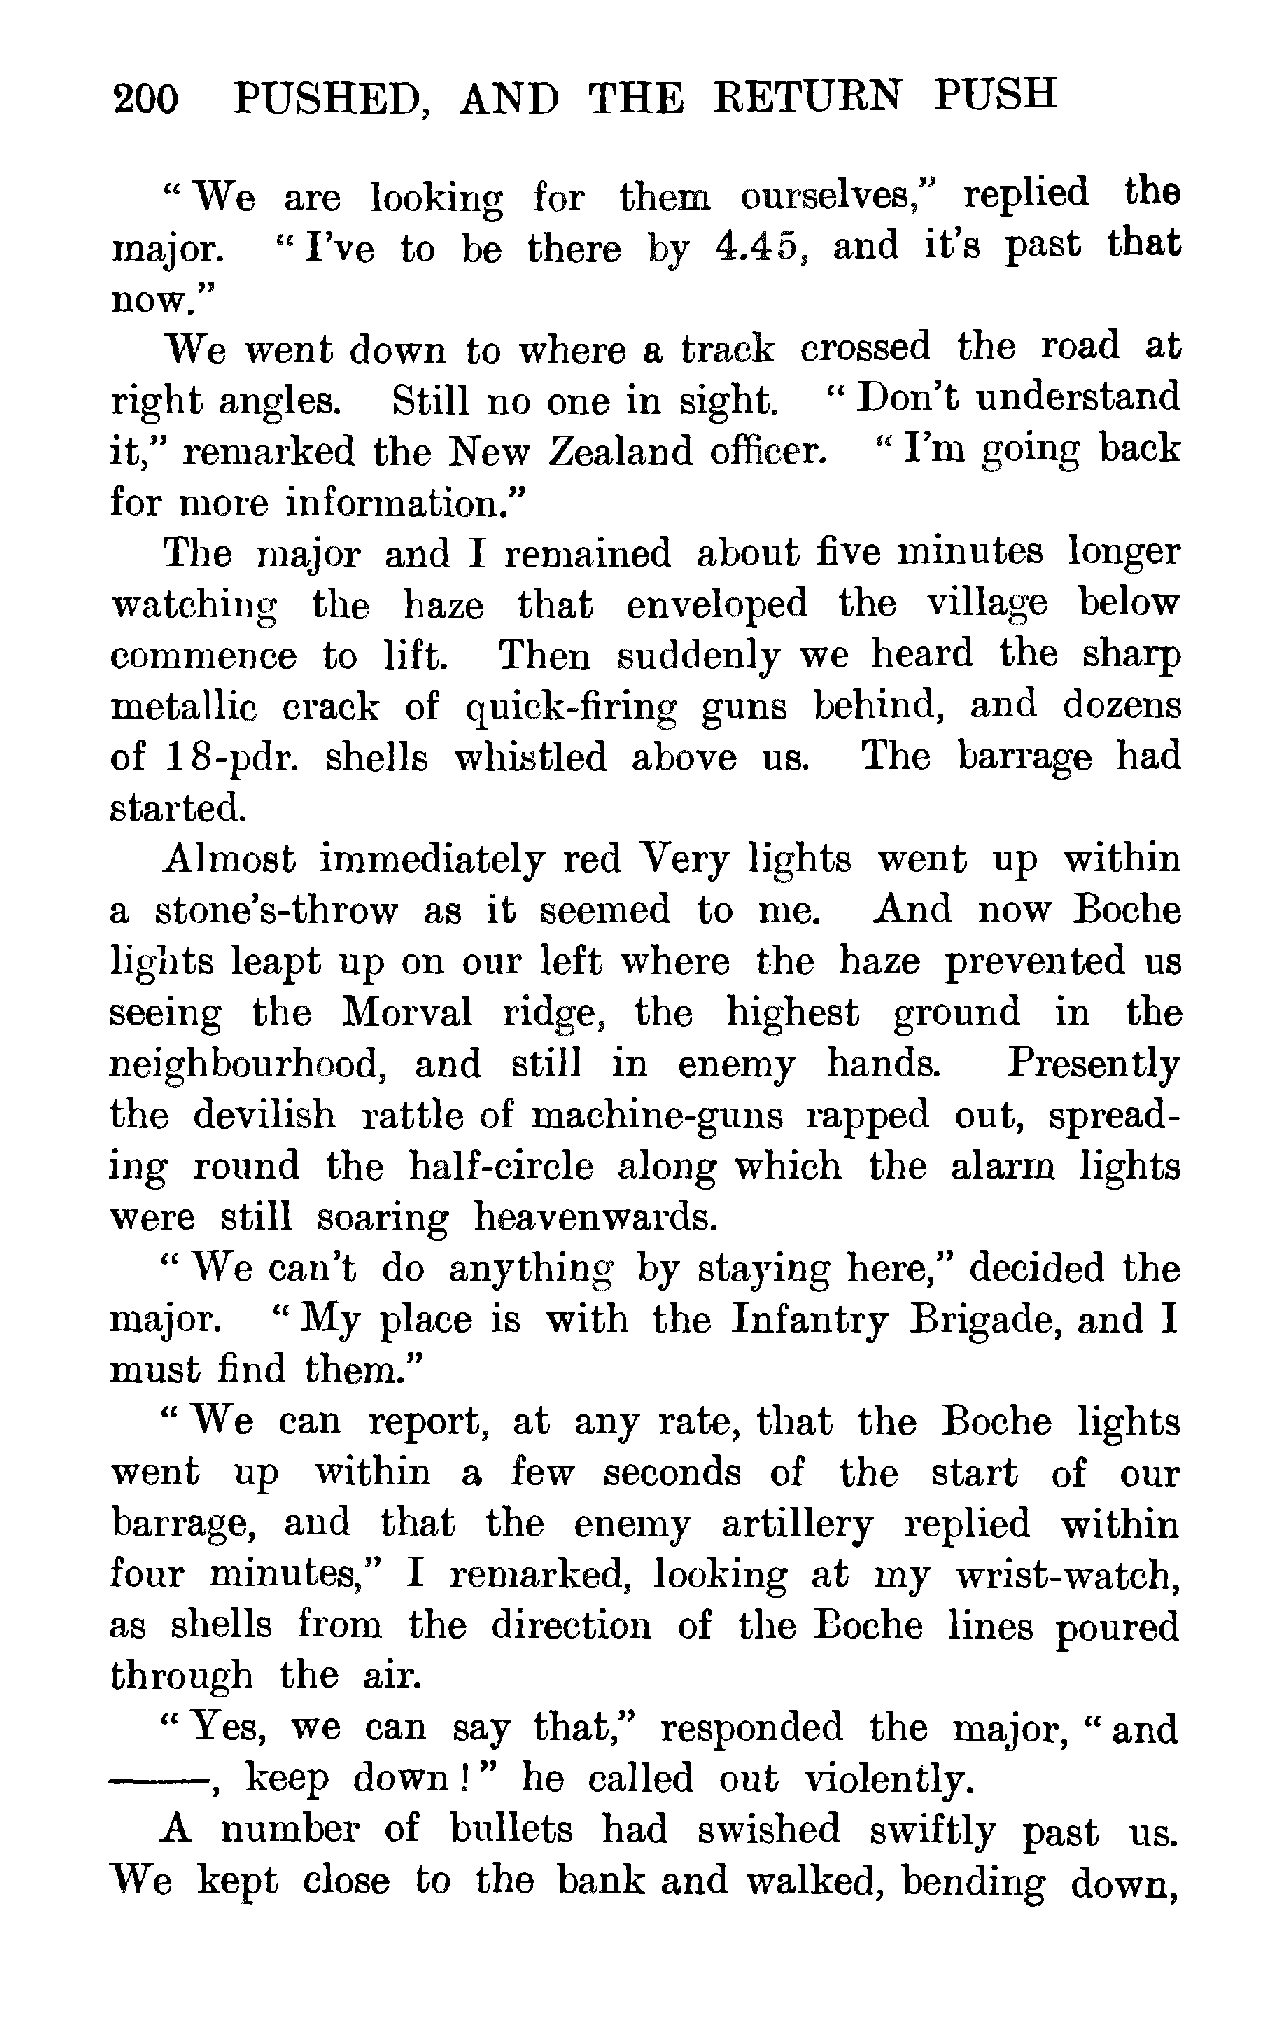 200 PUSHED, AND THE RETURN PUSH
“ We are looking for them ourselves,” replied the
major. “ I’ve to be there by 4.45, and it’s past that
now.”
We went down to where a track crossed the road at
right angles. Still no one in sight. “ Don’t understand
it,” remarked the New Zealand officer. “ I’m going back
for more information.”
The major and I remained about five minutes longer
watching the haze that enveloped the village below
commence to lift. Then suddenly we heard the sharp
metallic crack of quick-firing guns behind, and dozens
of 18-pdr. shells whistled above us. The barrage had
started.
Almost immediately red Very lights went up within
a stone’s-throw as it seemed to me. And now Boche
lights leapt up on our left where the haze prevented us
seeing the Morval ridge, the highest ground in the
neighbourhood, and still in enemy hands. Presently
the devilish rattle of machine-guns rapped out, spread-
ing round the half-circle along which the alarm lights
were still soaring heavenwards.
“ We can’t do anything by staying here,” decided the
major. “ My place is with the Infantry Brigade, and I
must find them.”
“ We can report, at any rate, that the Boche lights
went up within a few seconds of the start of our
barrage, and that the enemy artillery replied within
four minutes,” I remarked, looking at my wrist-watch,
as shells from the direction of the Boche lines poured
through the air.
“ Yes, we can say that,” responded the major, “ and
——, keep down ! ” he called out violently.
A number of bullets had swished swiftly past us.
We kept close to the bank and walked, bending down,